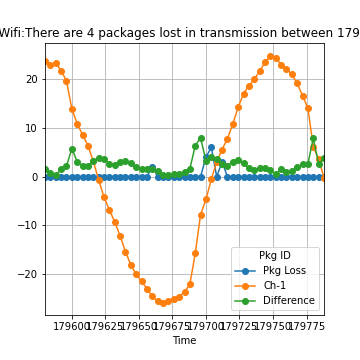 Wifi:There are 4 packages lost in transmission between 179
20
10
0
−10
−20
179600 179625 179650 179675 179700 179725 179750 179775
Time
Pkg ID
Pkg Loss
Ch-1
Difference